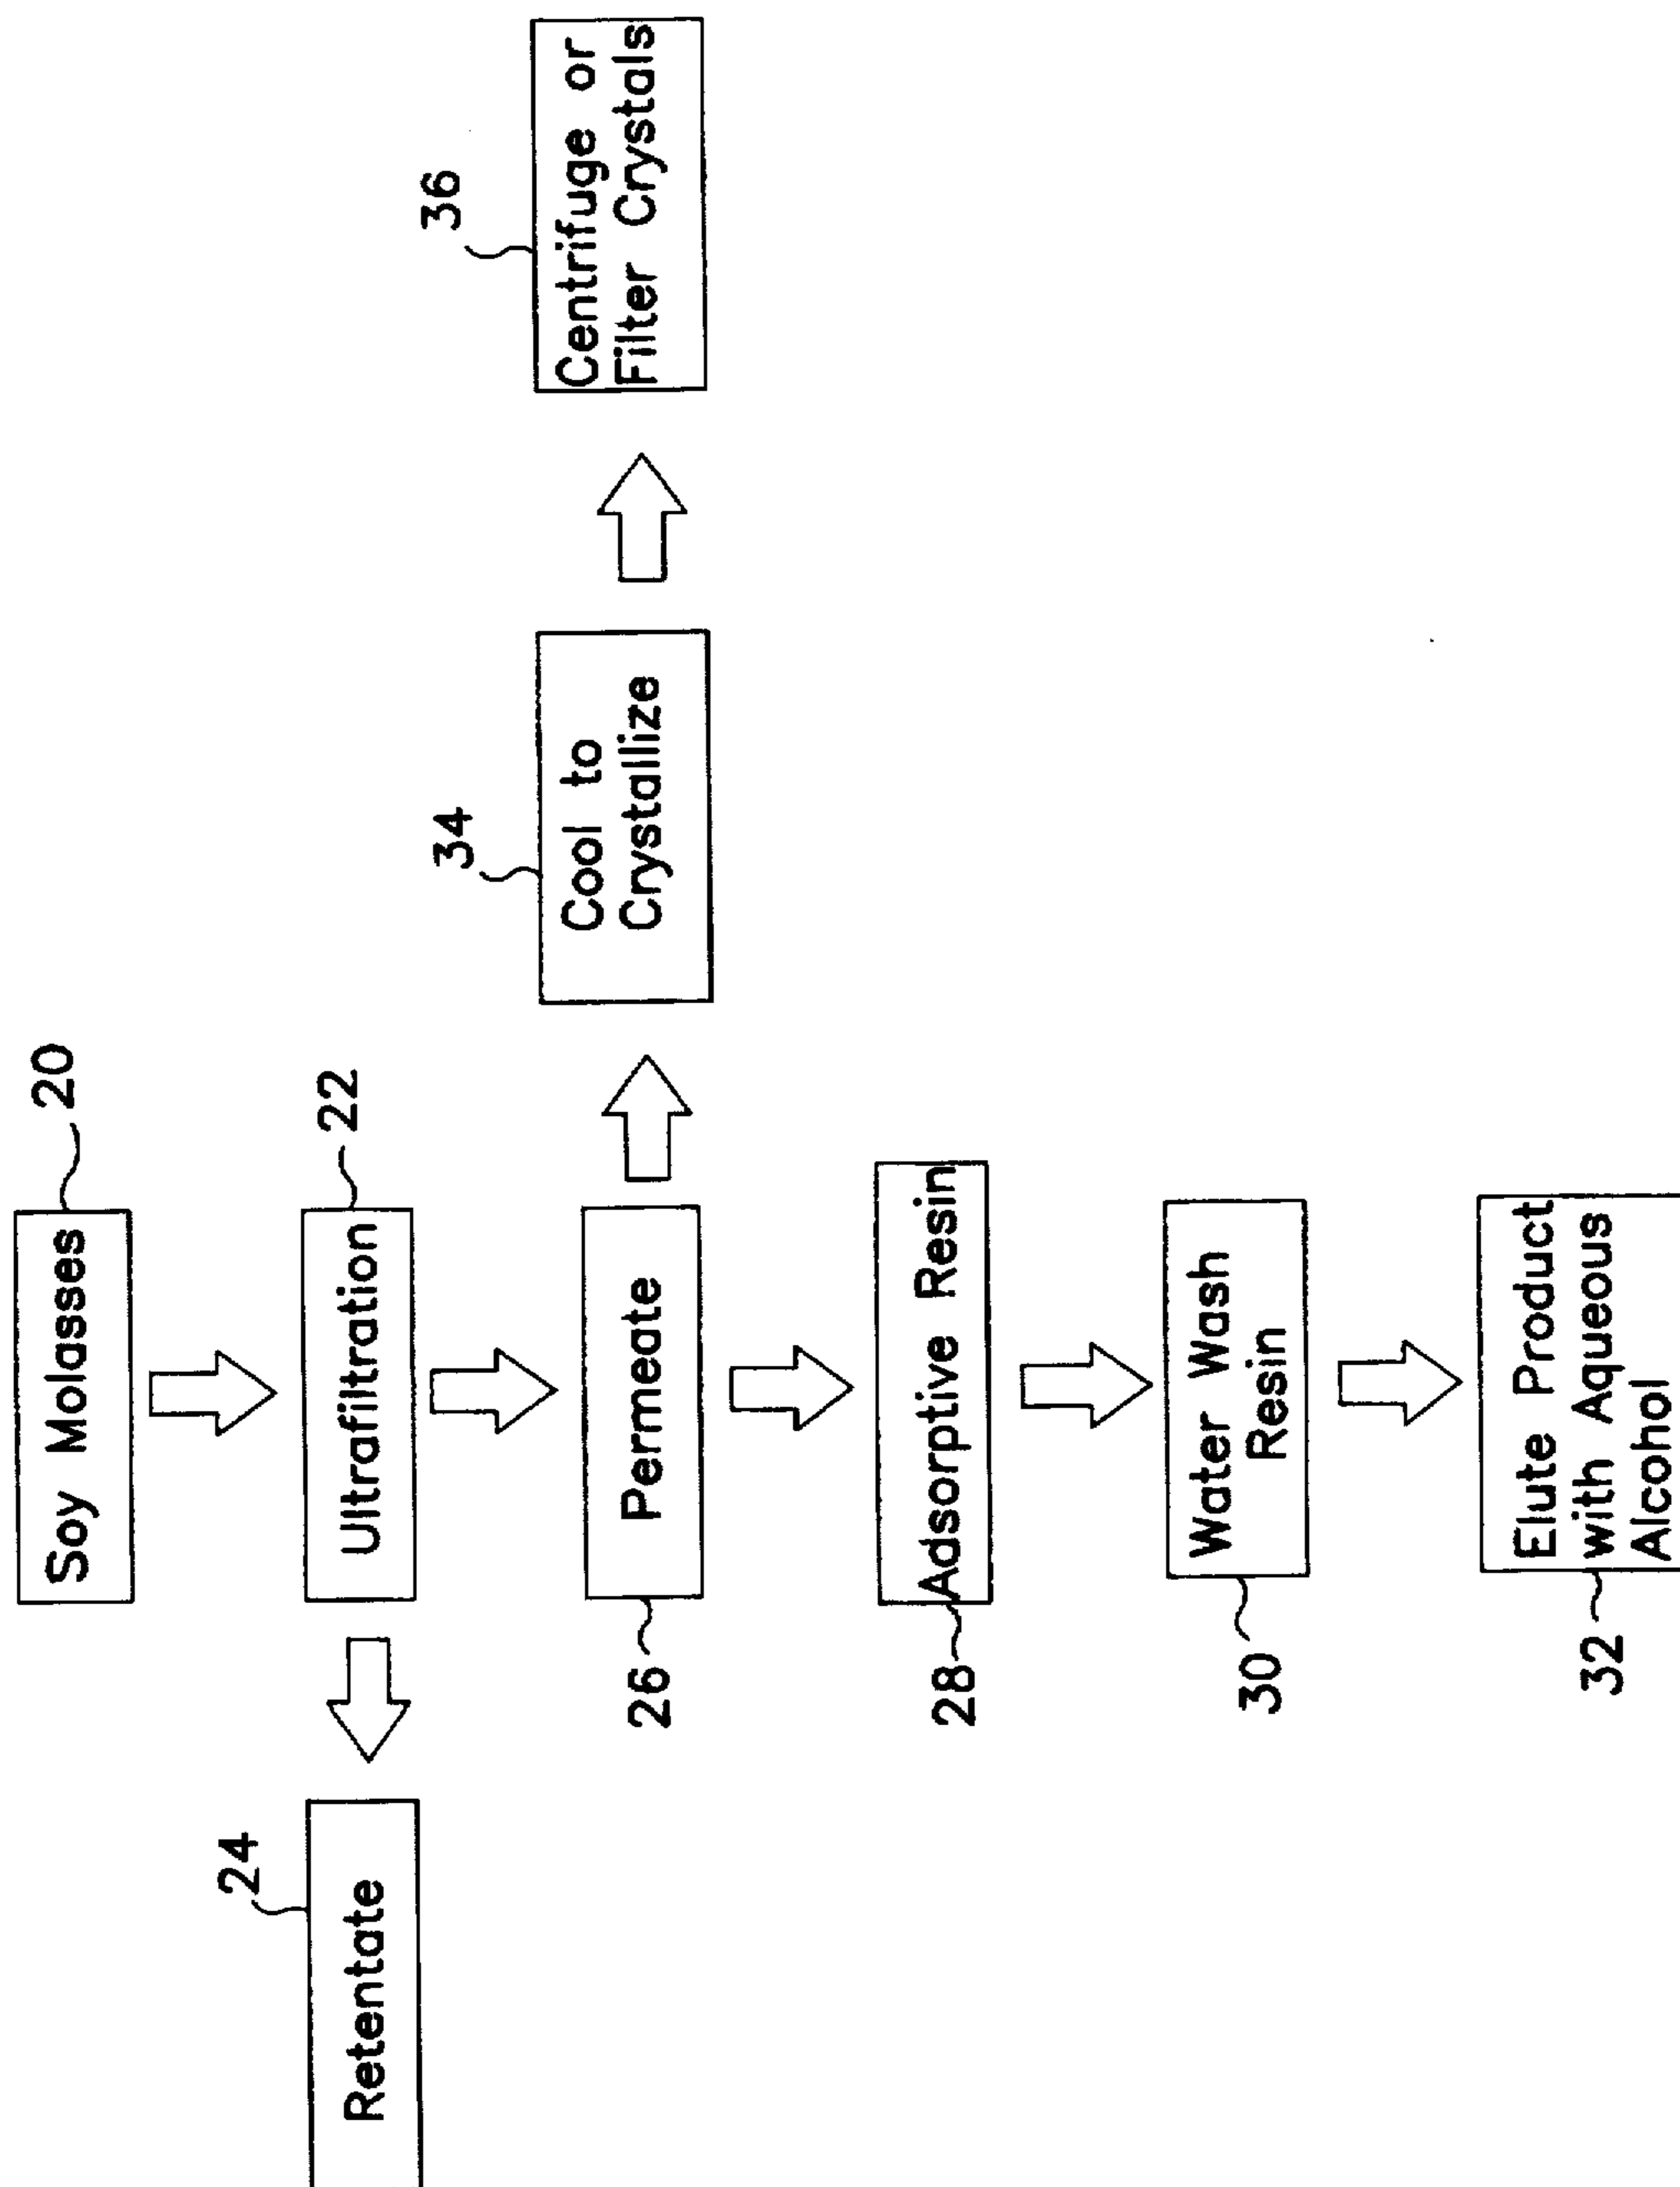 20
Soy Molasses
22
Ultrafiltration
24
Retentate
26
Permeate
34
Cool to
Crystallize
36
Centrifuge or
Filter Crystals
28
Adsorptive Resin
30
Water Wash
Resin
32
Elute Product
with Aqueous
Alcohol